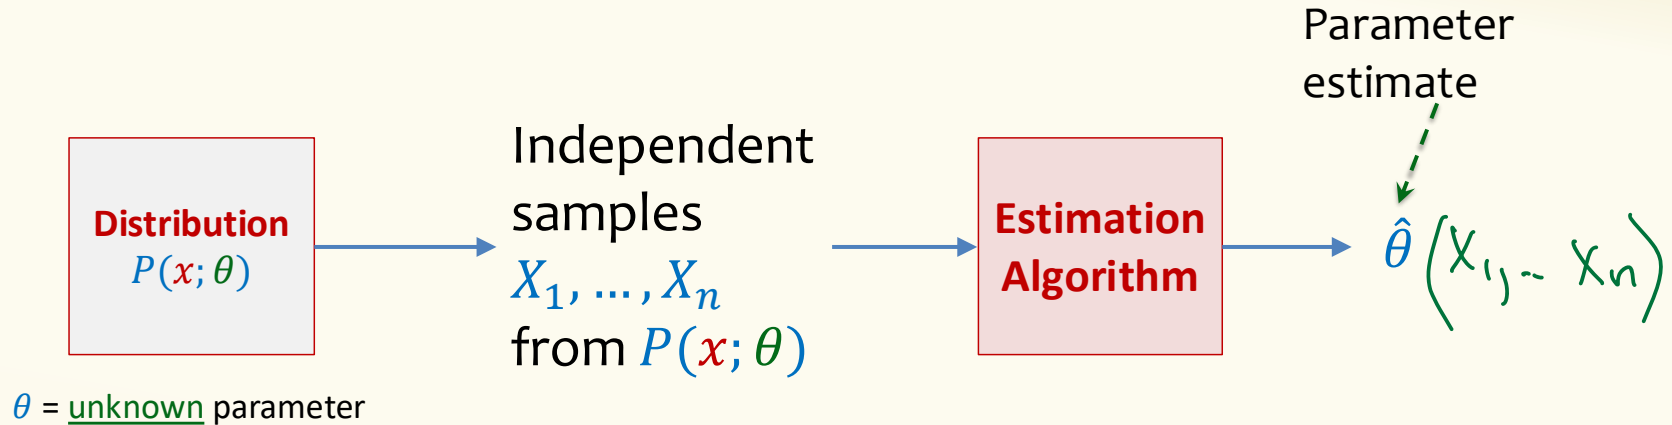 Parameter
estimate
Distribution
P(x; θ)
Independent
samples
X₁, … , Xₙ
from P(x; θ)
Estimation
Algorithm
θ̂ (X₁, -- Xₙ)
θ = unknown parameter